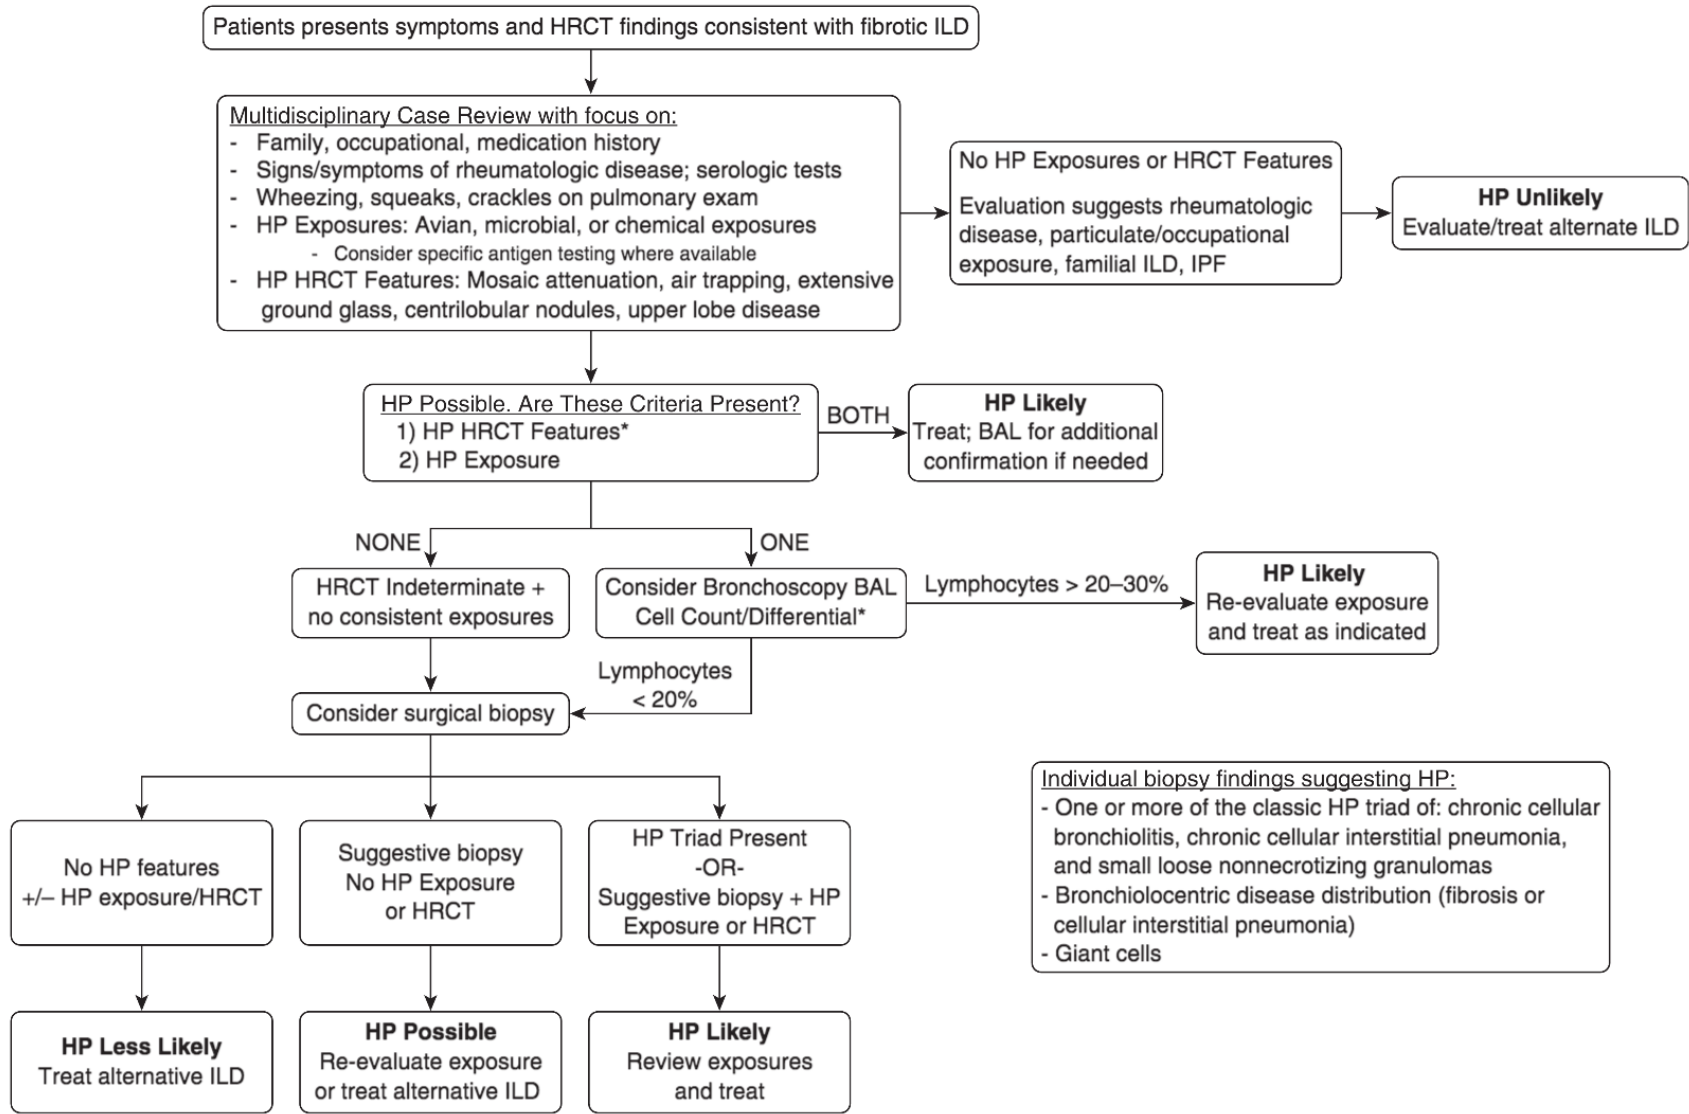 Patients presents symptoms and HRCT findings consistent with fibrotic ILD
Multidisciplinary Case Review with focus on:
- Family, occupational, medication history
- Signs/symptoms of rheumatologic disease; serologic tests
- Wheezing, squeaks, crackles on pulmonary exam
- HP Exposures: Avian, microbial, or chemical exposures
- Consider specific antigen testing where available
- HP HRCT Features: Mosaic attenuation, air trapping, extensive
ground glass, centrilobular nodules, upper lobe disease
No HP Exposures or HRCT Features
Evaluation suggests rheumatologic
disease, particulate/occupational
exposure, familial ILD, IPF
HP Unlikely
Evaluate/treat alternate ILD
HP Possible. Are These Criteria Present?
1) HP HRCT Features*
2) HP Exposure
BOTH
HP Likely
Treat; BAL for additional
confirmation if needed
NONE
ONE
HRCT Indeterminate +
no consistent exposures
Consider Bronchoscopy BAL
Cell Count/Differential*
Lymphocytes > 20–30%
HP Likely
Re-evaluate exposure
and treat as indicated
Lymphocytes
< 20%
Consider surgical biopsy
No HP features
+/– HP exposure/HRCT
Suggestive biopsy
No HP Exposure
or HRCT
HP Triad Present
-OR-
Suggestive biopsy + HP
Exposure or HRCT
Individual biopsy findings suggesting HP:
- One or more of the classic HP triad of: chronic cellular
bronchiolitis, chronic cellular interstitial pneumonia,
and small loose nonnecrotizing granulomas
- Bronchiolocentric disease distribution (fibrosis or
cellular interstitial pneumonia)
- Giant cells
HP Less Likely
Treat alternative ILD
HP Possible
Re-evaluate exposure
or treat alternative ILD
HP Likely
Review exposures
and treat